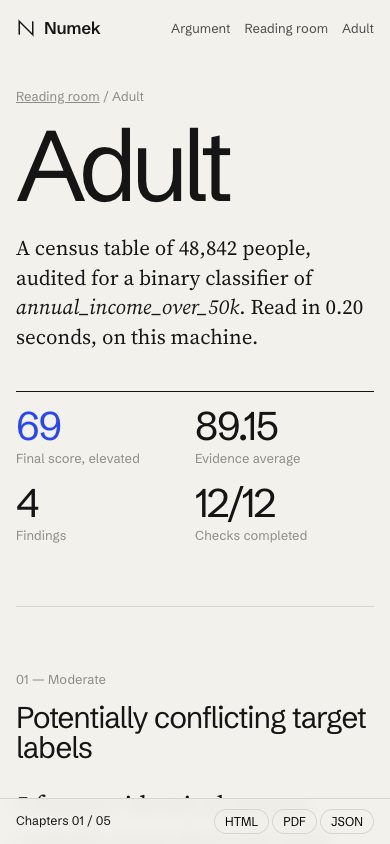 Numek
Argument Reading room Adult
Reading room / Adult
Adult
A census table of 48,842 people,
audited for a binary classifier of
annual_income_over_50k. Read in 0.20
seconds, on this machine.
69
Final score, elevated
89.15
Evidence average
4
Findings
12/12
Checks completed
01 — Moderate
Potentially conflicting target
labels
Chapters 01 / 05
HTML PDF JSON